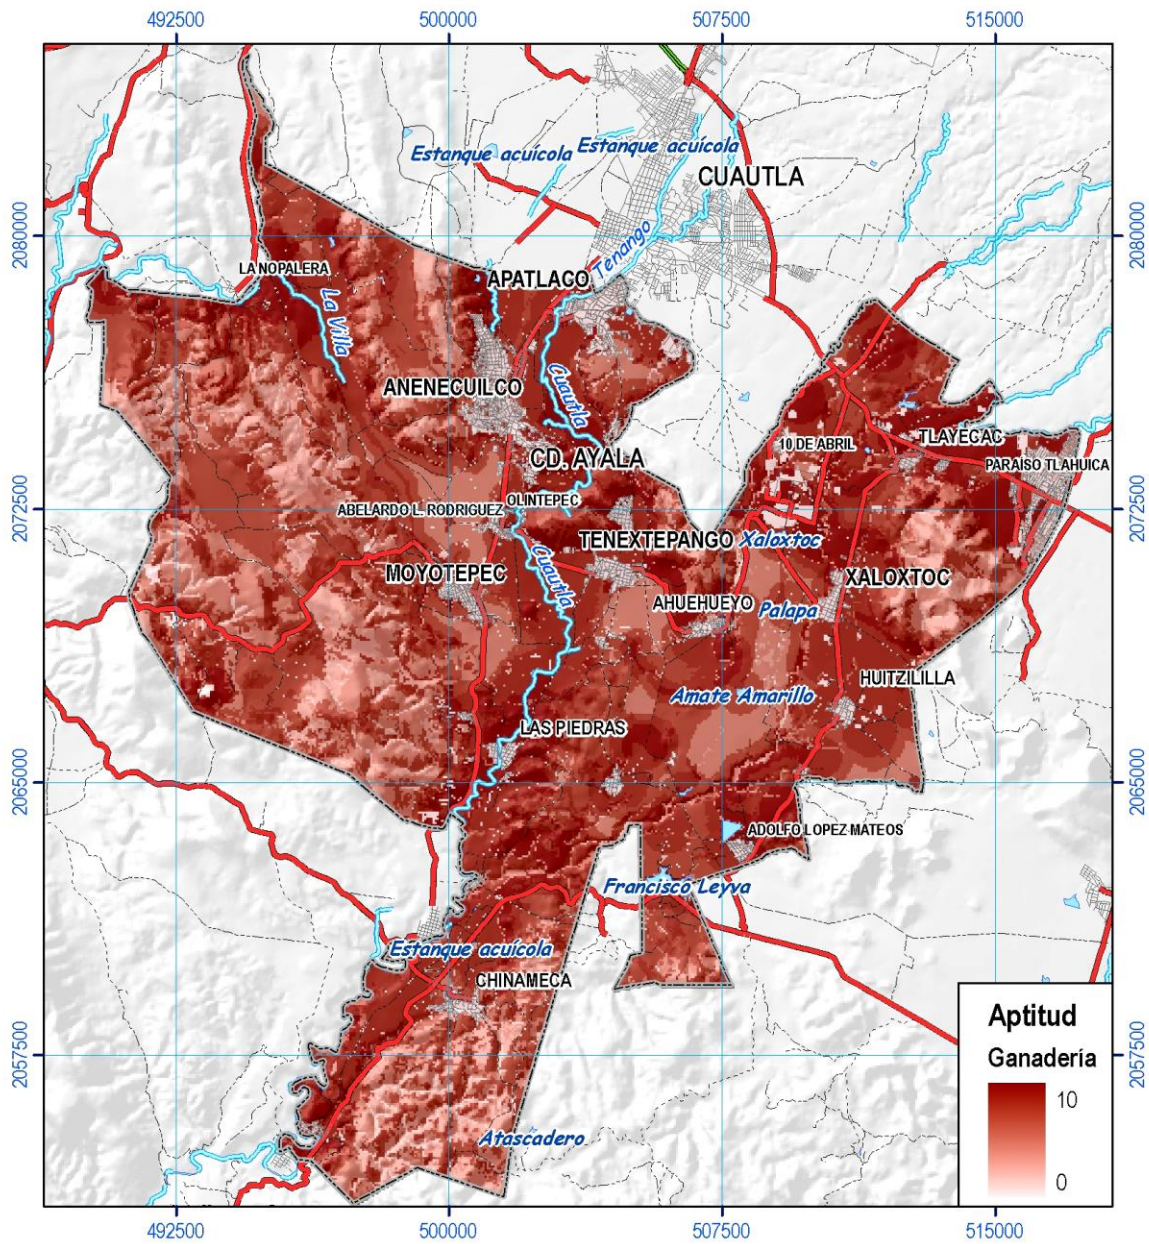 492500
500000
507500
515000
Estanque acuícola
Estanque acuícola
CUAUTLA
2080000
2080000
Tenango
LA NOPALERA
APATLACO
La Villa
ANENECUILCO
Cuautla
10 DE ABRIL
TLAYECAC
CD. AYALA
PARAÍSO TLAHUICA
OLINTEPEC
ABELARDO L. RODRIGUEZ
2072500
2072500
TENEXTEPANGO
Xaloxtoc
Cuautla
MOYOTEPEC
XALOXTOC
AHUEHUEYO
Palapa
HUITZILILLA
Amate Amarillo
LAS PIEDRAS
2065000
2065000
ADOLFO LOPEZ MATEOS
Francisco Leyva
Estanque acuícola
CHINAMECA
2057500
2057500
Atascadero
Aptitud
Ganadería
10
0
492500
500000
507500
515000